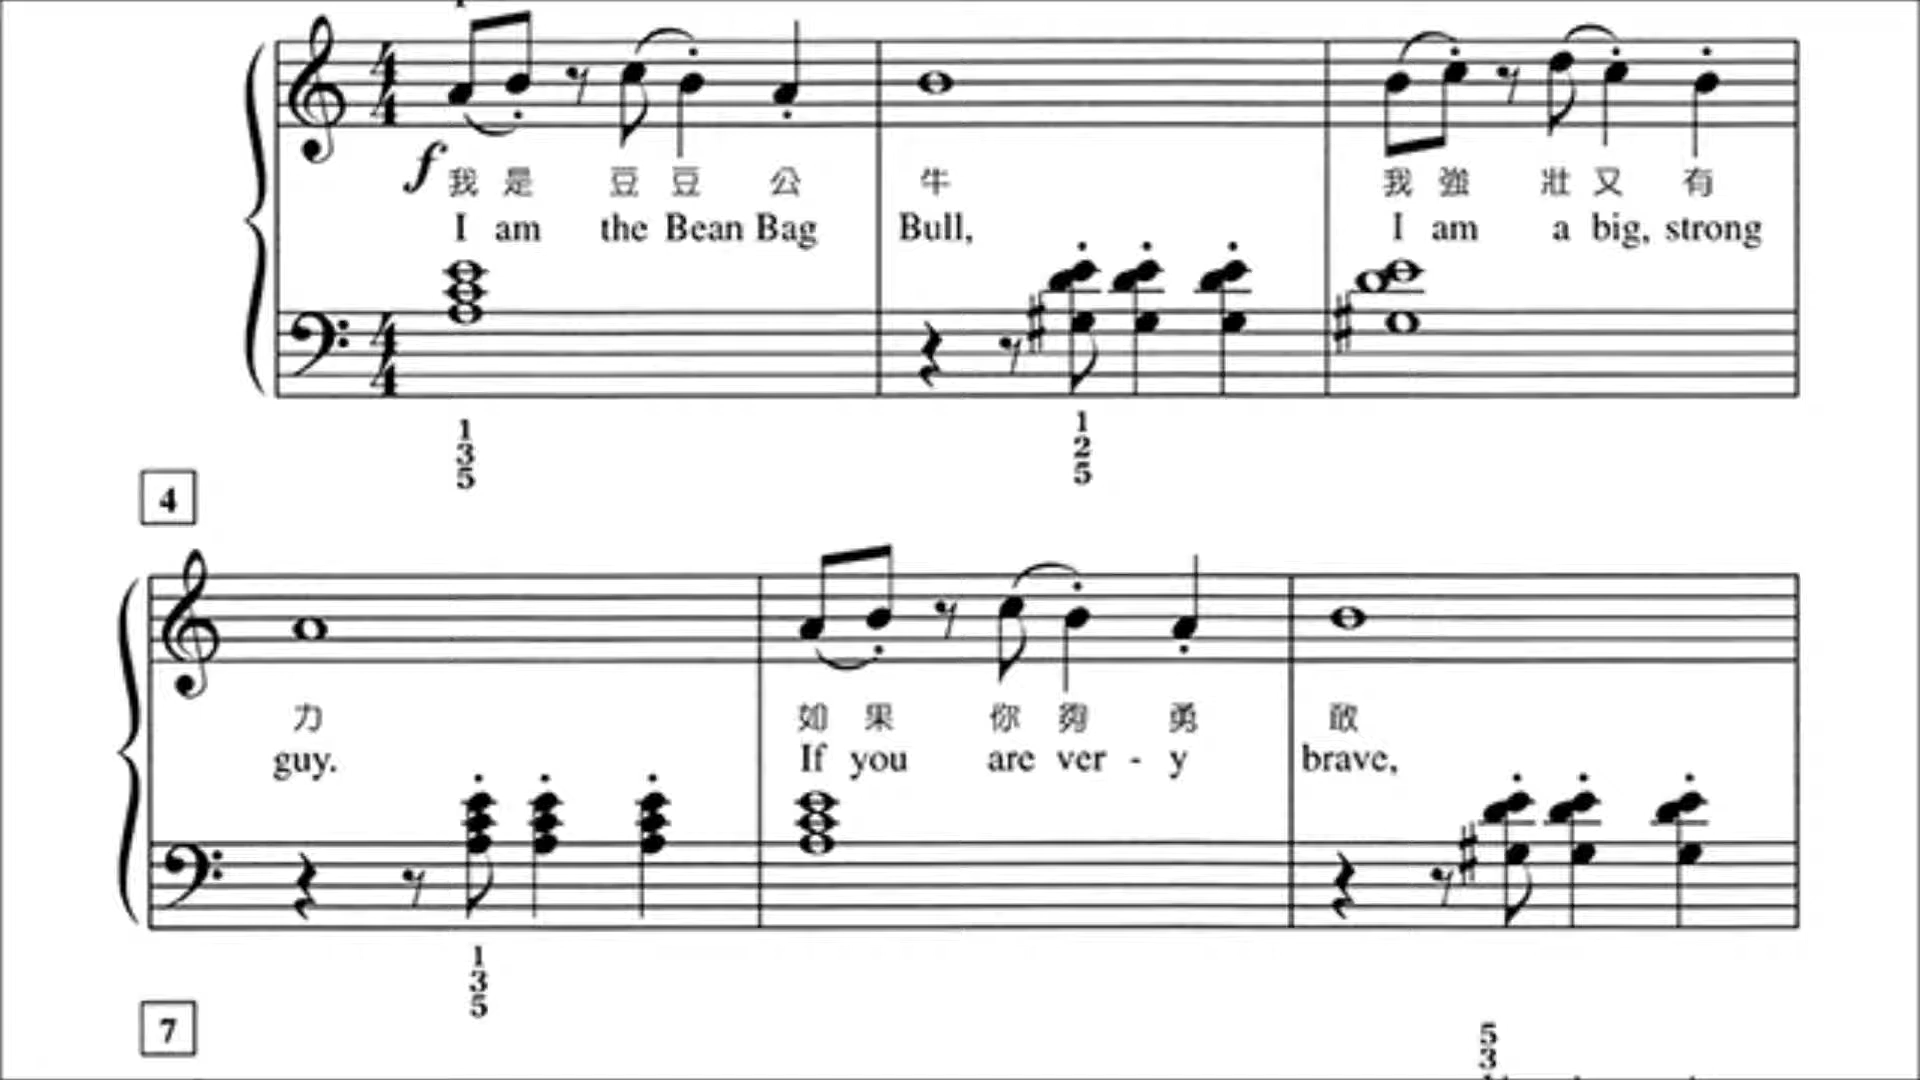 f 我 是 豆 豆 公 牛 我 強 壯 又 有
I am the Bean Bag Bull, I am a big, strong
1 1
3 2
5 5
4
力 如 果 你 夠 勇 敢
guy. If you are ver - y brave,
1
3
5
7
5
3